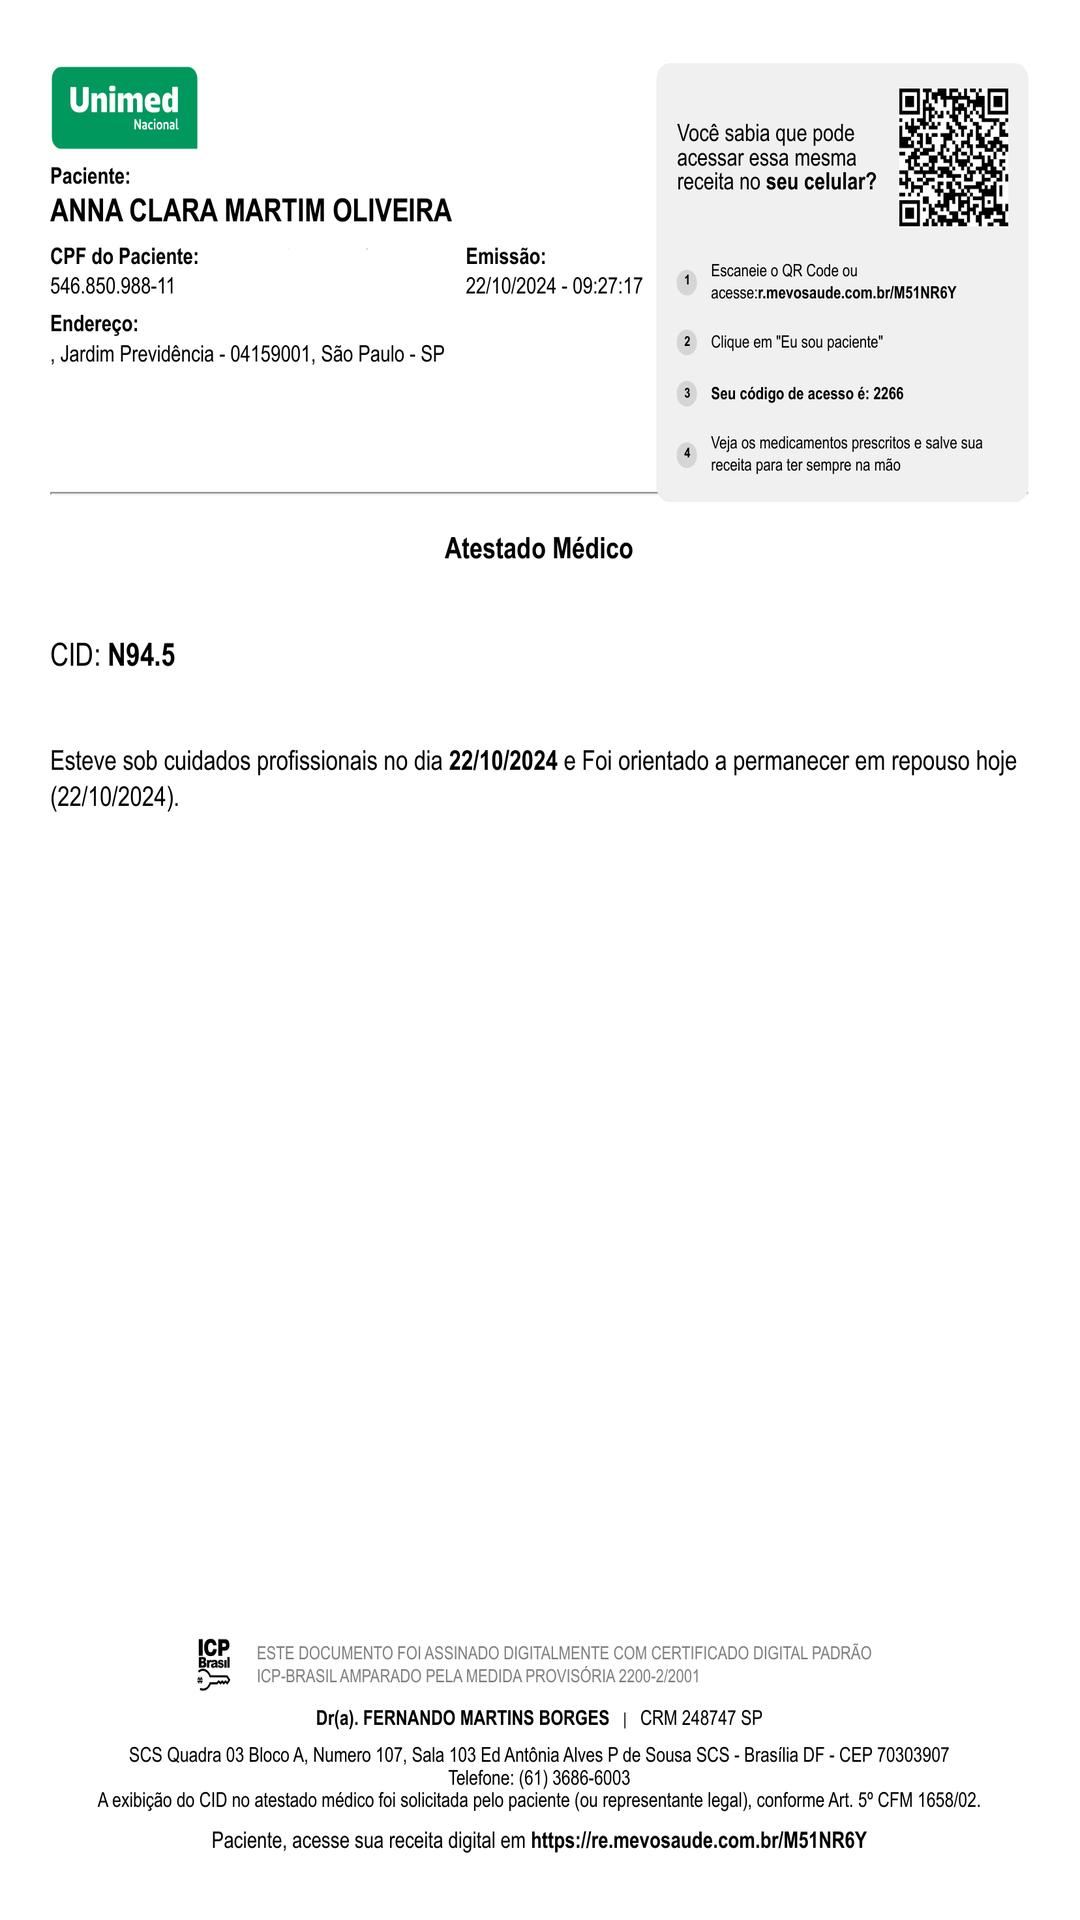 Unimed
Nacional
Paciente:
ANNA CLARA MARTIM OLIVEIRA
CPF do Paciente:
546.850.988-11
Emissão:
22/10/2024 - 09:27:17
Endereço:
, Jardim Previdência - 04159001, São Paulo - SP
Você sabia que pode
acessar essa mesma
receita no seu celular?
1 Escaneie o QR Code ou
acesse:r.mevosaude.com.br/M51NR6Y
2 Clique em "Eu sou paciente"
3 Seu código de acesso é: 2266
4 Veja os medicamentos prescritos e salve sua
receita para ter sempre na mão
Atestado Médico
CID: N94.5
Esteve sob cuidados profissionais no dia 22/10/2024 e Foi orientado a permanecer em repouso hoje
(22/10/2024).
ICP
Brasil
ESTE DOCUMENTO FOI ASSINADO DIGITALMENTE COM CERTIFICADO DIGITAL PADRÃO
ICP-BRASIL AMPARADO PELA MEDIDA PROVISÓRIA 2200-2/2001
Dr(a). FERNANDO MARTINS BORGES | CRM 248747 SP
SCS Quadra 03 Bloco A, Numero 107, Sala 103 Ed Antônia Alves P de Sousa SCS - Brasília DF - CEP 70303907
Telefone: (61) 3686-6003
A exibição do CID no atestado médico foi solicitada pelo paciente (ou representante legal), conforme Art. 5º CFM 1658/02.
Paciente, acesse sua receita digital em https://re.mevosaude.com.br/M51NR6Y